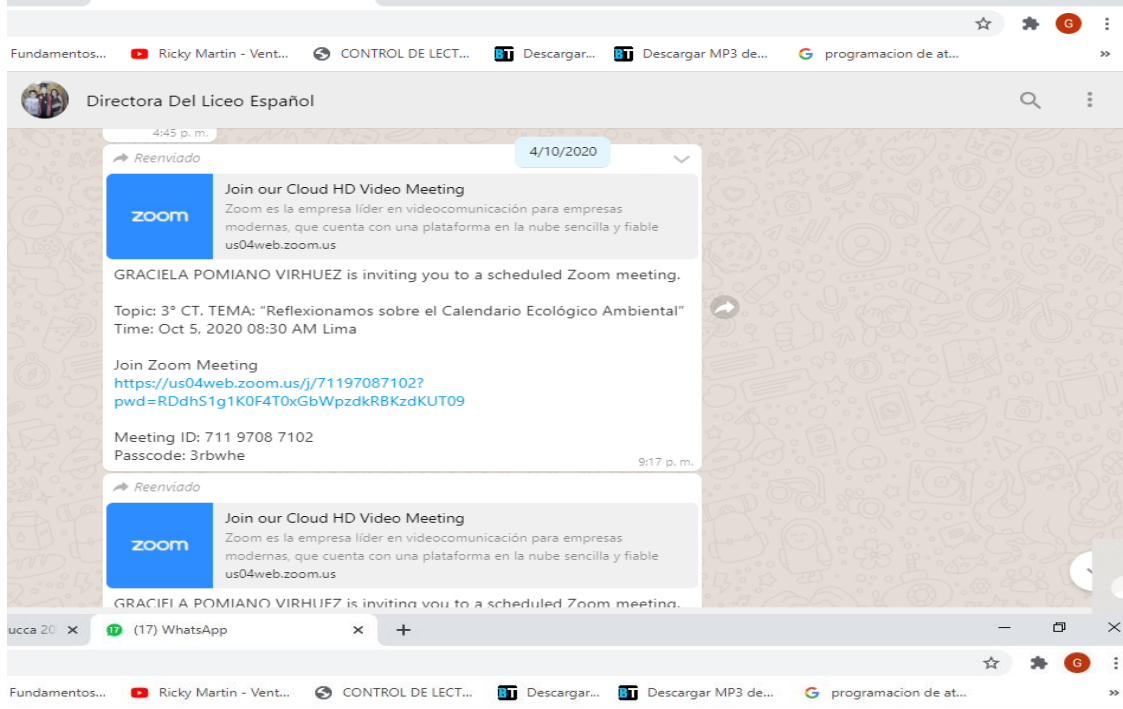 G
Fundamentos... Ricky Martin - Vent... CONTROL DE LECT... BT Descargar... BT Descargar MP3 de... G programacion de at... »
Directora Del Liceo Español
4:45 p. m.
4/10/2020
Reenviado
zoom
Join our Cloud HD Video Meeting
Zoom es la empresa líder en videocomunicación para empresas
modernas, que cuenta con una plataforma en la nube sencilla y fiable
us04web.zoom.us
GRACIELA POMIANO VIRHUEZ is inviting you to a scheduled Zoom meeting.
Topic: 3° CT. TEMA: “Reflexionamos sobre el Calendario Ecológico Ambiental”
Time: Oct 5, 2020 08:30 AM Lima
Join Zoom Meeting
https://us04web.zoom.us/j/71197087102?
pwd=RDdhS1g1K0F4T0xGbWpzdkRBKzdKUT09
Meeting ID: 711 9708 7102
Passcode: 3rbwhe
9:17 p. m.
Reenviado
zoom
Join our Cloud HD Video Meeting
Zoom es la empresa líder en videocomunicación para empresas
modernas, que cuenta con una plataforma en la nube sencilla y fiable
us04web.zoom.us
GRACIELA POMIANO VIRHUEZ is inviting you to a scheduled Zoom meeting.
ucca 20 17 (17) WhatsApp
G
Fundamentos... Ricky Martin - Vent... CONTROL DE LECT... BT Descargar... BT Descargar MP3 de... G programacion de at... »